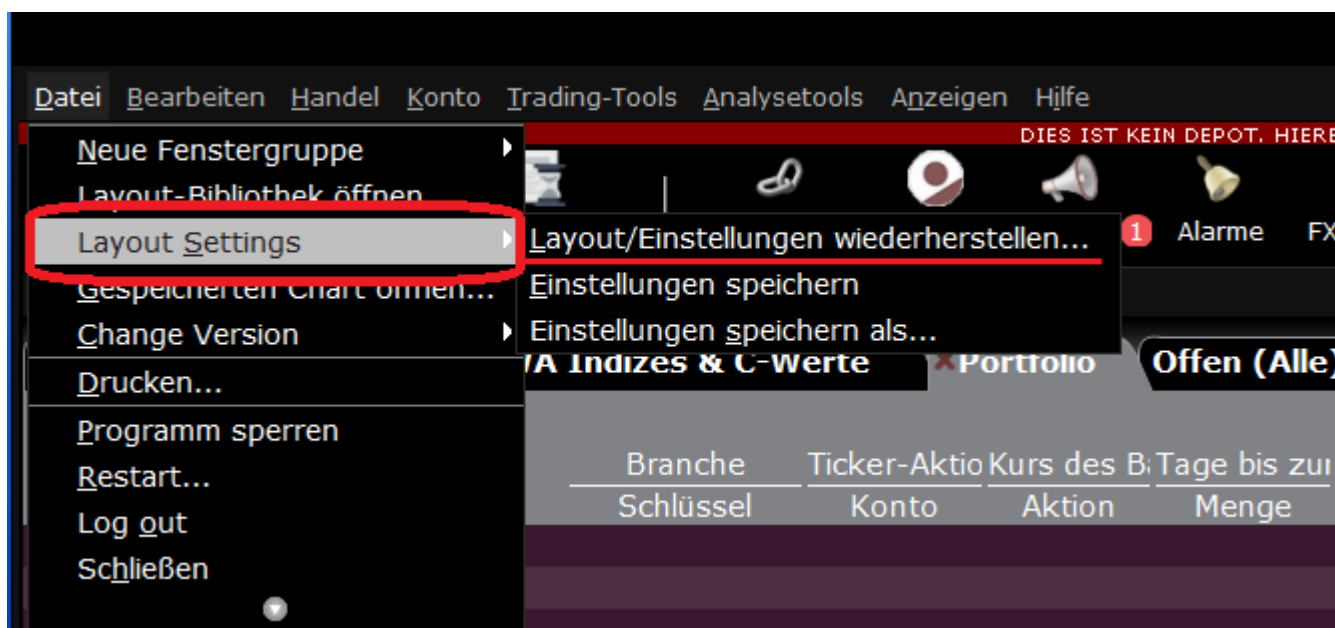 Datei Bearbeiten Handel Konto Trading-Tools Analysetools Anzeigen Hilfe
DIES IST KEIN DEPOT. HIERB
Neue Fenstergruppe
Layout-Bibliothek öffnen
Layout Settings
Layout/Einstellungen wiederherstellen...
1 Alarme FX
Gespeicherten Chart öffnen...
Einstellungen speichern
Change Version
Einstellungen speichern als...
/A Indizes & C-Werte Portfolio Offen (Alle)
Drucken...
Programm sperren
Restart...
Branche Ticker-Aktio Kurs des Ba Tage bis zur
Schlüssel Konto Aktion Menge
Log out
Schließen